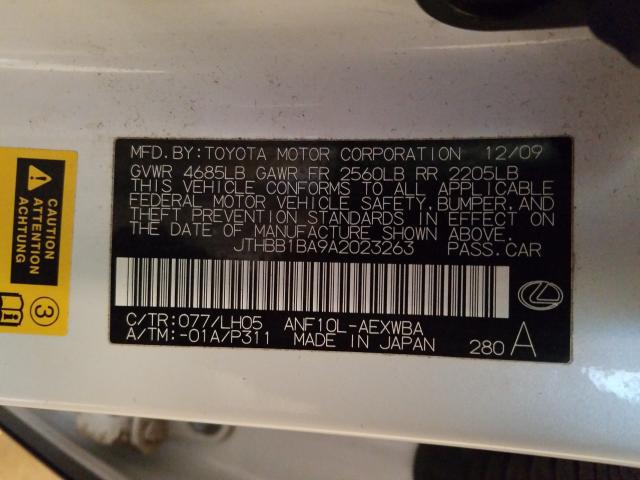 CAUTION
ATTENTION
ACHTUNG
3
MFD. BY: TOYOTA MOTOR CORPORATION 12/09
GVWR 4685LB GAWR FR 2560LB RR 2205LB
THIS VEHICLE CONFORMS TO ALL APPLICABLE
FEDERAL MOTOR VEHICLE SAFETY, BUMPER, AND
THEFT PREVENTION STANDARDS IN EFFECT ON
THE DATE OF MANUFACTURE SHOWN ABOVE.
JTHBB1BA9A2023263 PASS. CAR
C/TR: 077/LH05 ANF10L-AEXWBA
A/TM: -01A/P311 MADE IN JAPAN 280 A